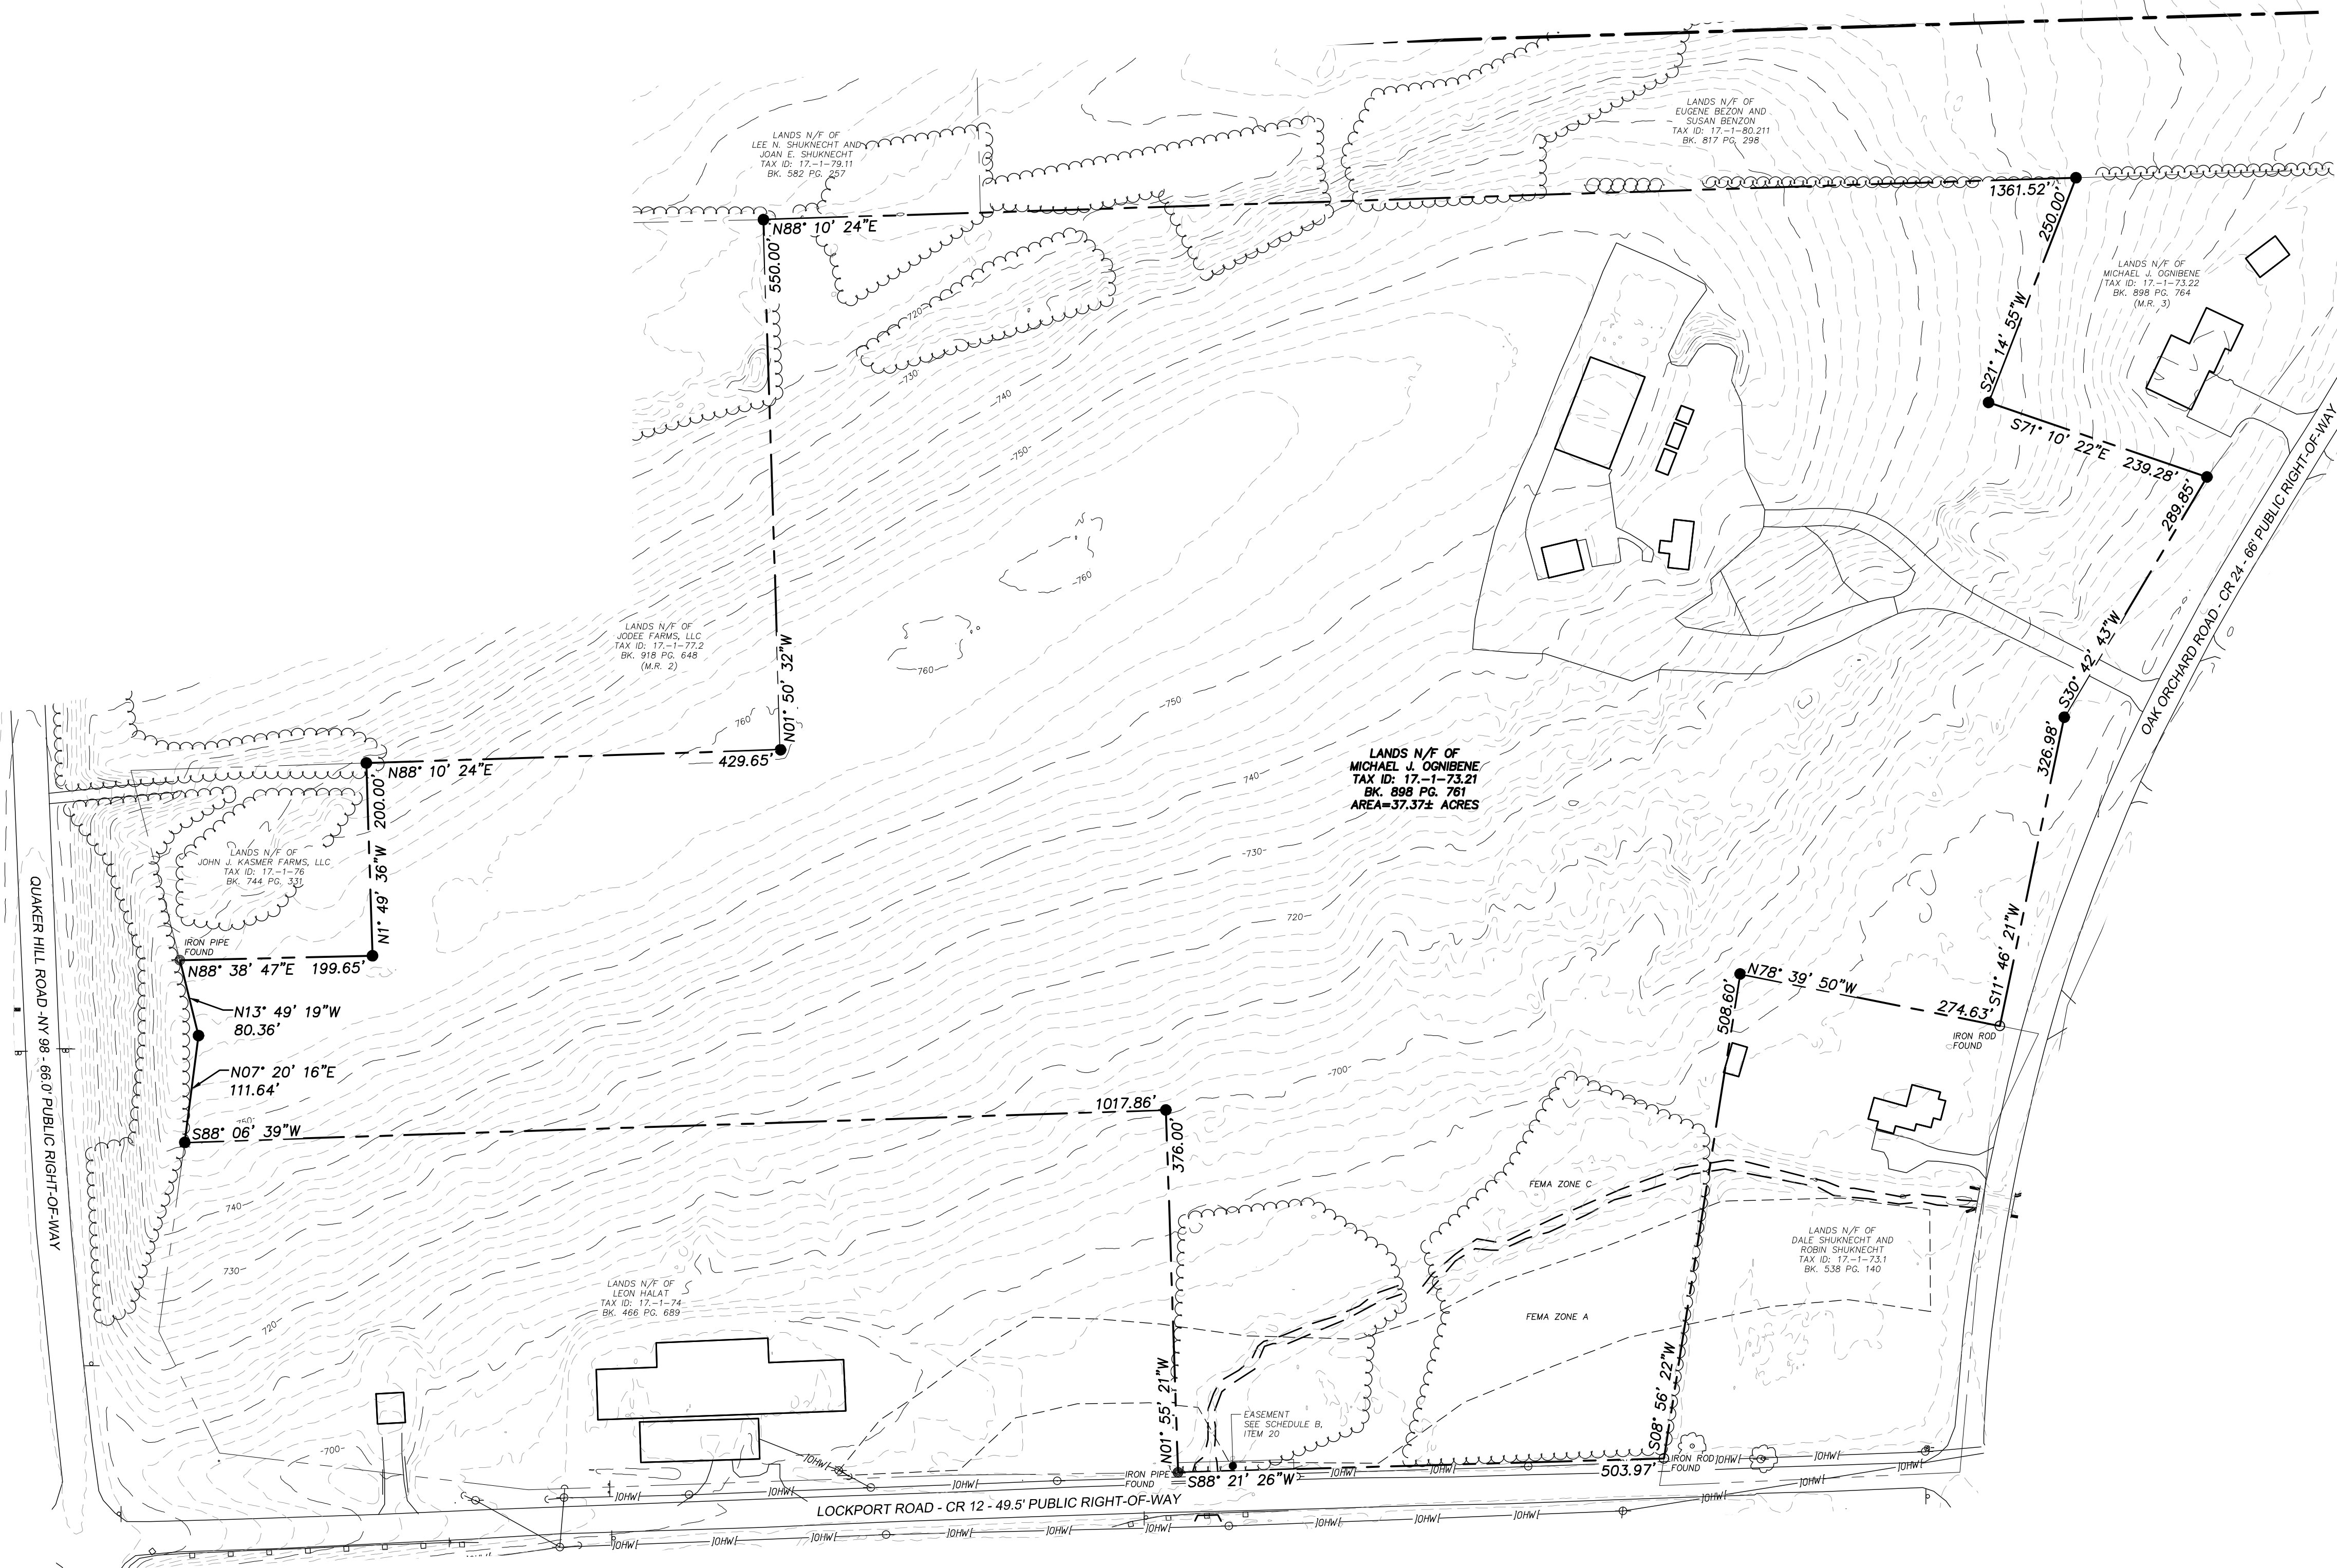 LANDS N/F OF
LEE N. SHUKNECHT AND
JOAN E. SHUKNECHT
TAX ID: 17.-1-79.11
BK. 582 PG. 257
LANDS N/F OF
EUGENE BEZON AND
SUSAN BENZON
TAX ID: 17.-1-80.211
BK. 817 PG. 298
N88° 10' 24"E
1361.52'
550.00'
250.00'
S21° 14' 55"W
LANDS N/F OF
MICHAEL J. OGNIBENE
TAX ID: 17.-1-73.22
BK. 898 PG. 764
(M.R. 3)
-720-
-730-
-740-
-750-
S71° 10' 22"E 239.28'
289.85'
S30° 42' 43"W
OAK ORCHARD ROAD - CR 24 - 66' PUBLIC RIGHT-OF-WAY
-760
-760-
LANDS N/F OF
JODEE FARMS, LLC
TAX ID: 17.-1-77.2
BK. 918 PG. 648
(M.R. 2)
N01° 50' 32"W
760
-750
N88° 10' 24"E
429.65'
740
LANDS N/F OF
MICHAEL J. OGNIBENE
TAX ID: 17.-1-73.21
BK. 898 PG. 761
AREA=37.37± ACRES
326.98'
S11° 46' 21"W
200.00'
N1° 49' 36"W
LANDS N/F OF
JOHN J. KASMER FARMS, LLC
TAX ID: 17.-1-76
BK. 744 PG. 331
-730-
720-
QUAKER HILL ROAD -NY 98 - 66.0' PUBLIC RIGHT-OF-WAY
IRON PIPE
FOUND
N88° 38' 47"E 199.65'
N13° 49' 19"W
80.36'
N07° 20' 16"E
111.64'
N78° 39' 50"W
274.63'
IRON ROD
FOUND
508.60'
-700-
-750-
S88° 06' 39"W
1017.86'
376.00'
740
730
720
-700-
FEMA ZONE C
FEMA ZONE A
LANDS N/F OF
DALE SHUKNECHT AND
ROBIN SHUKNECHT
TAX ID: 17.-1-73.1
BK. 538 PG. 140
LANDS N/F OF
LEON HALAT
TAX ID: 17.-1-74
BK. 466 PG. 689
N01° 55' 21"W
S08° 56' 22"W
EASEMENT
SEE SCHEDULE B,
ITEM 20
IRON PIPE
FOUND
S88° 21' 26"W
503.97'
IRON ROD
FOUND
LOCKPORT ROAD - CR 12 - 49.5' PUBLIC RIGHT-OF-WAY